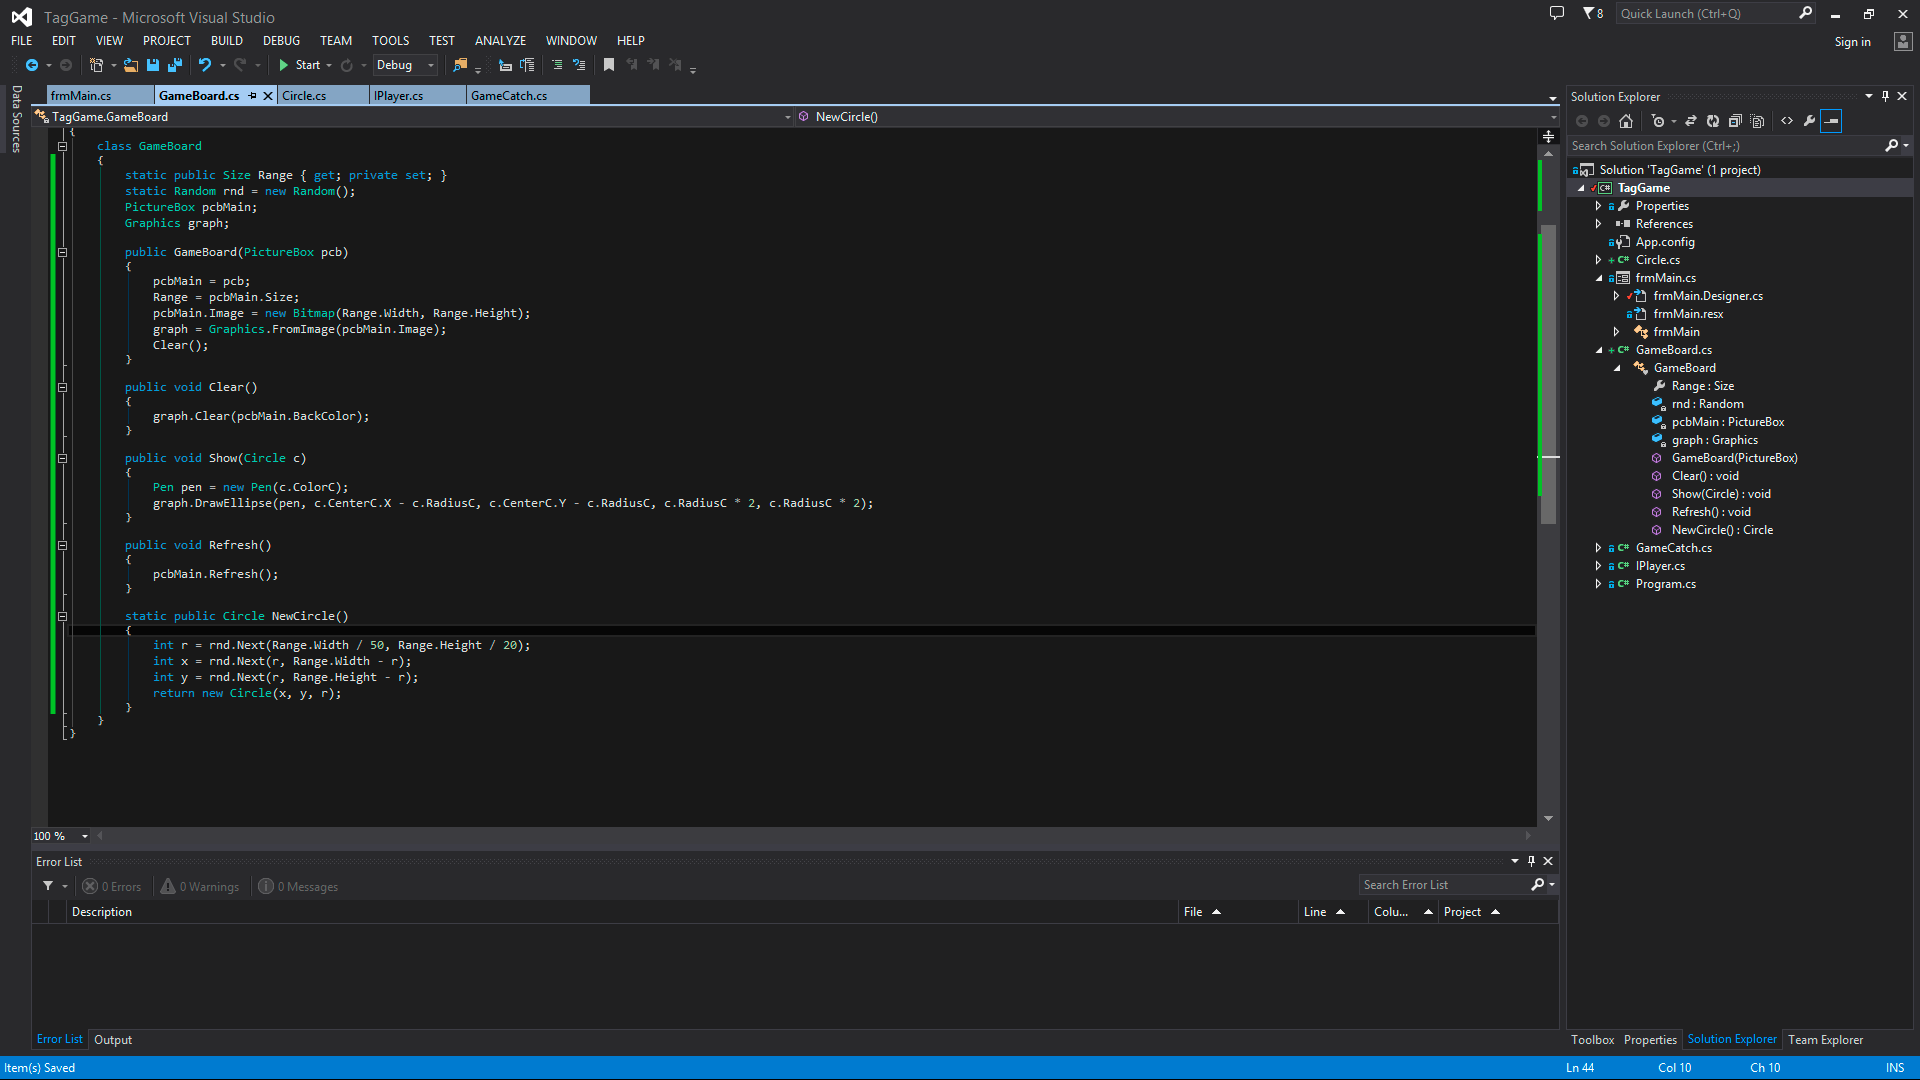 TagGame - Microsoft Visual Studio
8
Quick Launch (Ctrl+Q)
FILE EDIT VIEW PROJECT BUILD DEBUG TEAM TOOLS TEST ANALYZE WINDOW HELP
Sign in
Start Debug
Data Sources
frmMain.cs GameBoard.cs Circle.cs IPlayer.cs GameCatch.cs
TagGame.GameBoard NewCircle()
{
class GameBoard
{
static public Size Range { get; private set; }
static Random rnd = new Random();
PictureBox pcbMain;
Graphics graph;
public GameBoard(PictureBox pcb)
{
pcbMain = pcb;
Range = pcbMain.Size;
pcbMain.Image = new Bitmap(Range.Width, Range.Height);
graph = Graphics.FromImage(pcbMain.Image);
Clear();
}
public void Clear()
{
graph.Clear(pcbMain.BackColor);
}
public void Show(Circle c)
{
Pen pen = new Pen(c.ColorC);
graph.DrawEllipse(pen, c.CenterC.X - c.RadiusC, c.CenterC.Y - c.RadiusC, c.RadiusC * 2, c.RadiusC * 2);
}
public void Refresh()
{
pcbMain.Refresh();
}
static public Circle NewCircle()
{
int r = rnd.Next(Range.Width / 50, Range.Height / 20);
int x = rnd.Next(r, Range.Width - r);
int y = rnd.Next(r, Range.Height - r);
return new Circle(x, y, r);
}
}
}
100 %
Solution Explorer
Search Solution Explorer (Ctrl+;)
Solution 'TagGame' (1 project)
C# TagGame
Properties
References
App.config
C# Circle.cs
frmMain.cs
frmMain.Designer.cs
frmMain.resx
frmMain
C# GameBoard.cs
GameBoard
Range : Size
rnd : Random
pcbMain : PictureBox
graph : Graphics
GameBoard(PictureBox)
Clear() : void
Show(Circle) : void
Refresh() : void
NewCircle() : Circle
C# GameCatch.cs
C# IPlayer.cs
C# Program.cs
Error List
0 Errors 0 Warnings 0 Messages
Search Error List
Description File Line Colu... Project
Error List Output
Toolbox Properties Solution Explorer Team Explorer
Item(s) Saved Ln 44 Col 10 Ch 10 INS